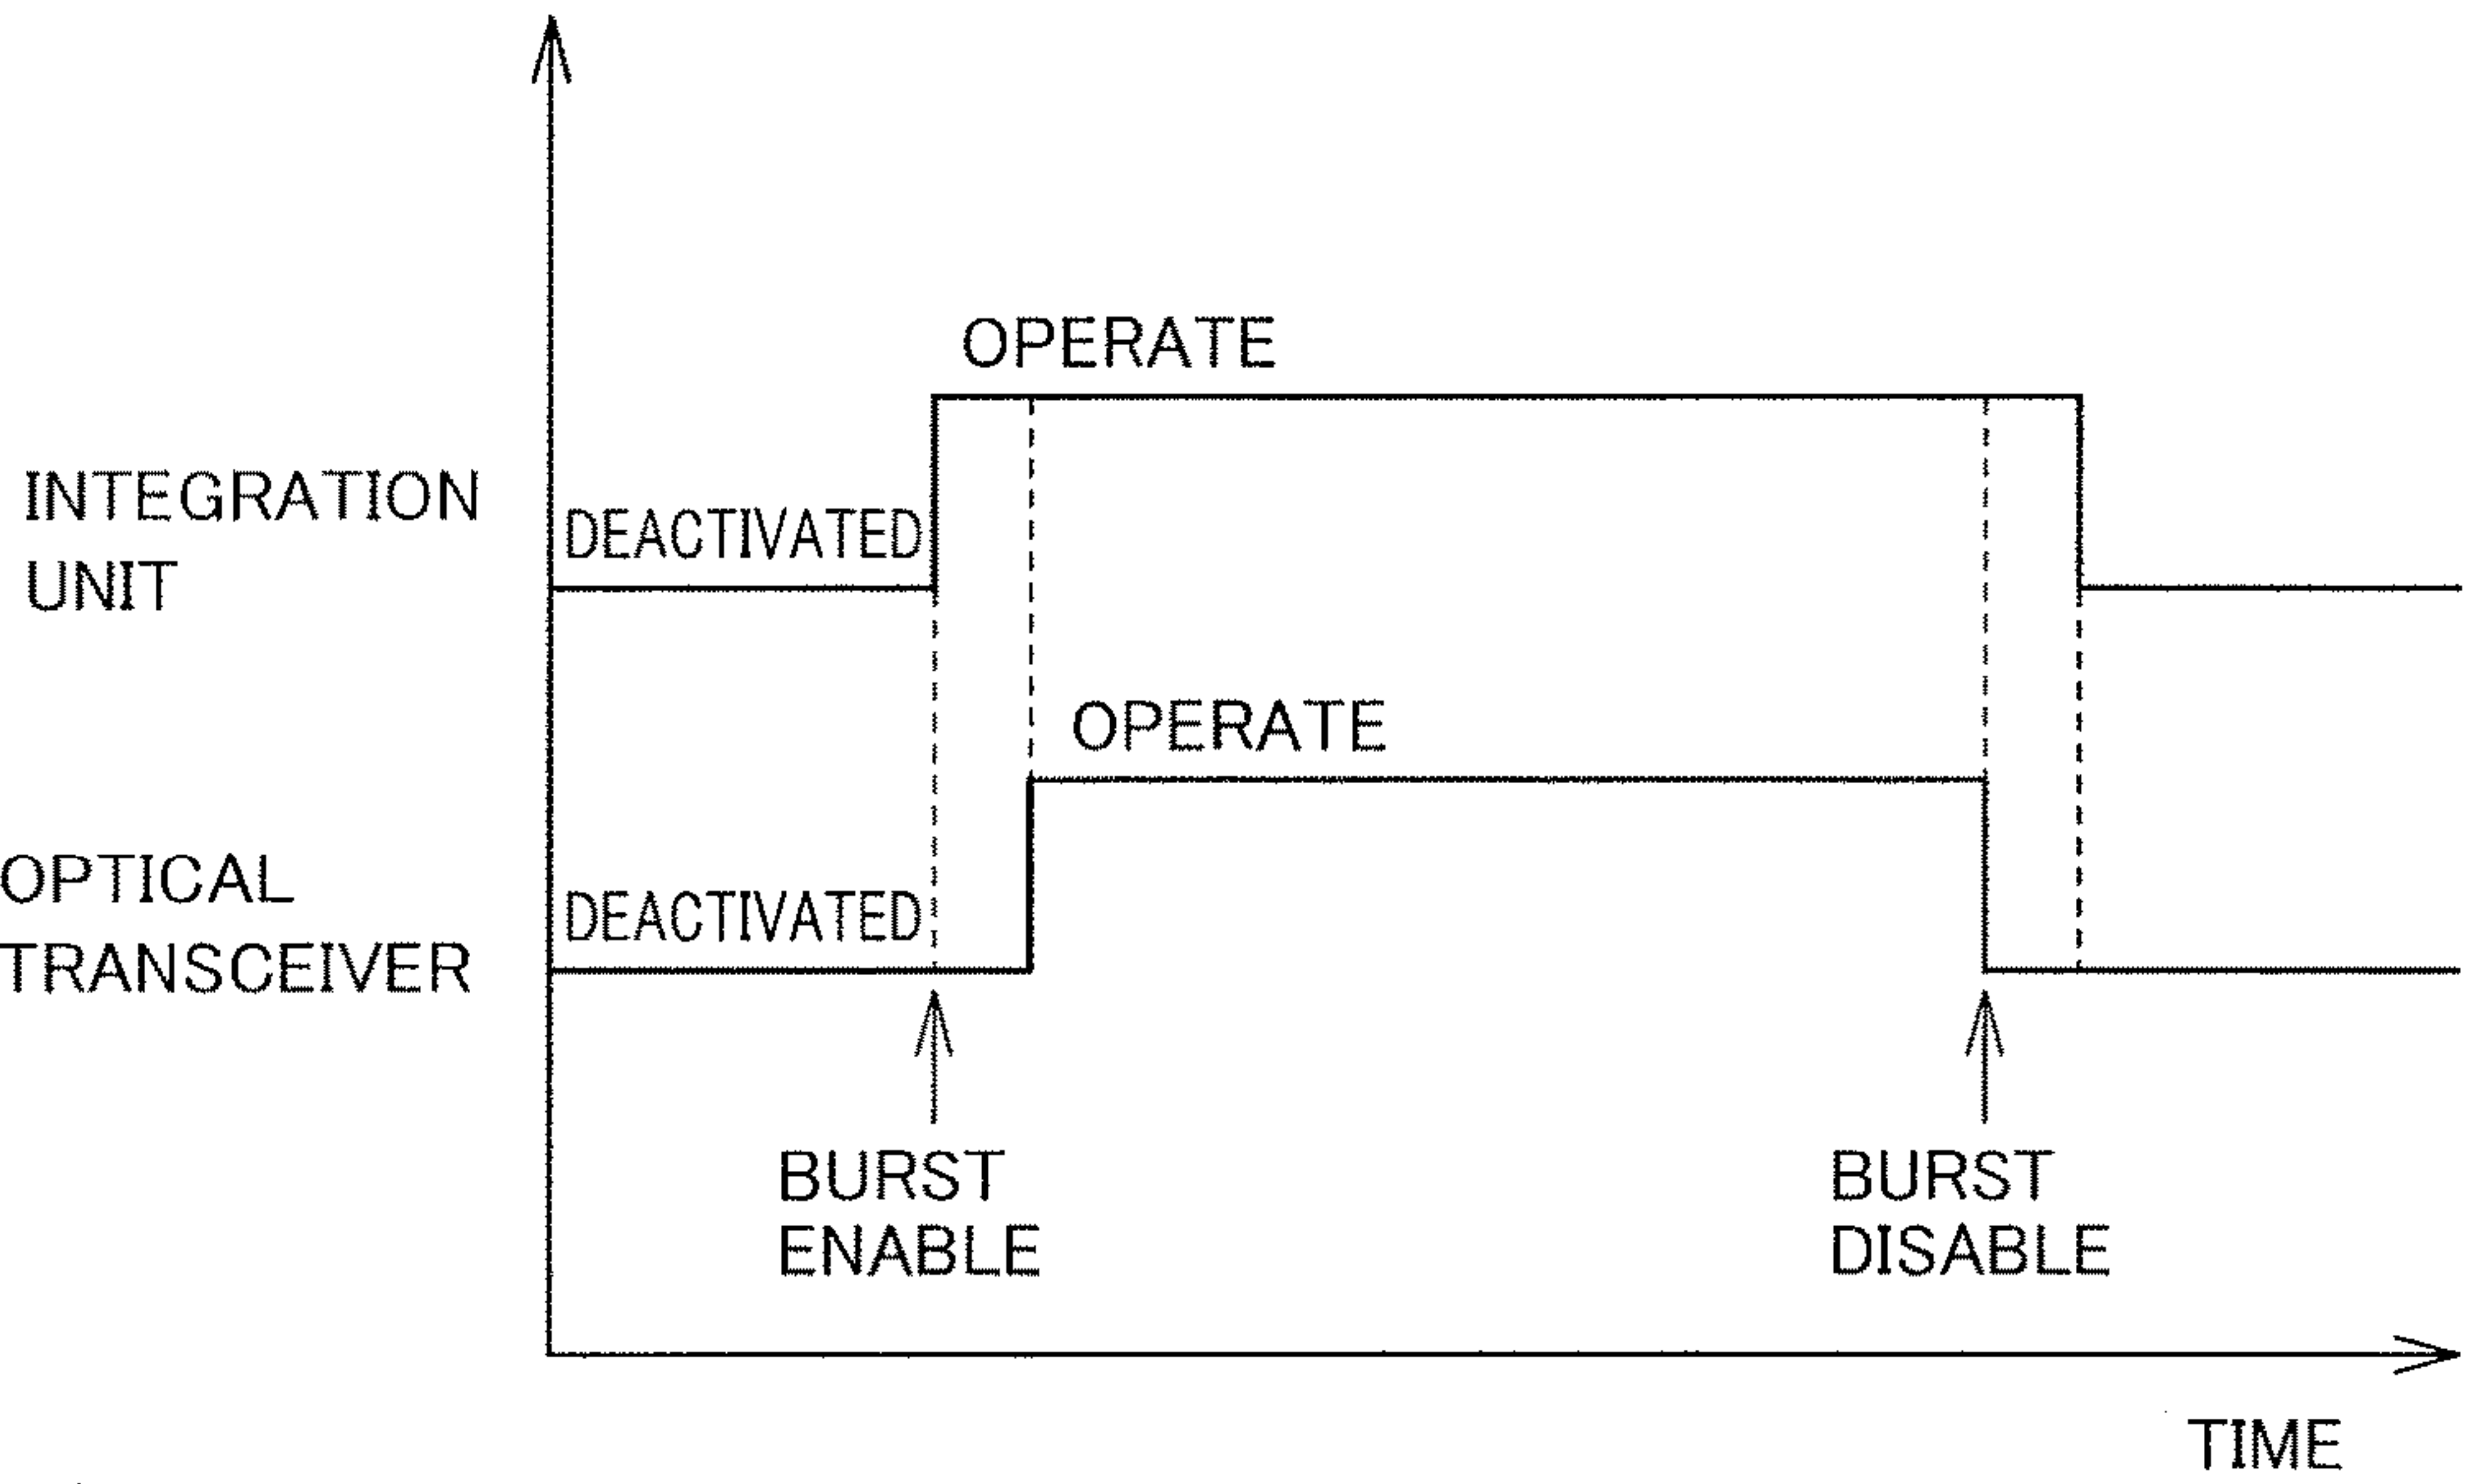 OPERATE
INTEGRATION
UNIT
DEACTIVATED
OPERATE
OPTICAL
TRANSCEIVER
DEACTIVATED
BURST
ENABLE
BURST
DISABLE
TIME